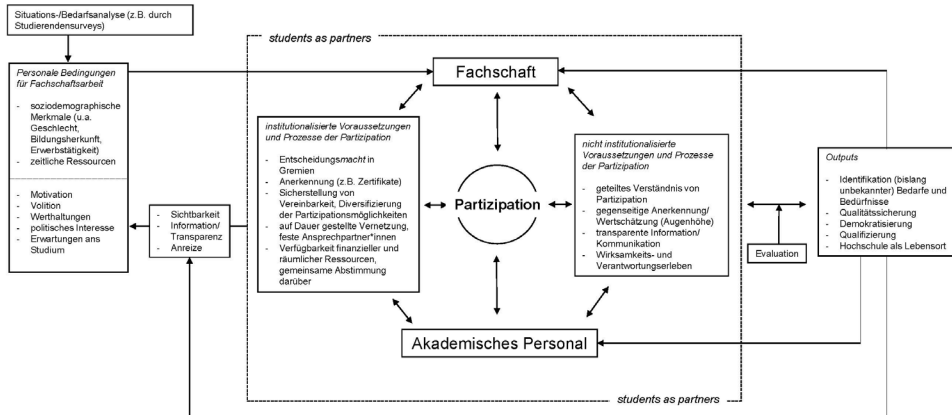 Situations-/Bedarfsanalyse (z.B. durch
Studierendensurveys)
students as partners
Personale Bedingungen
für Fachschaftsarbeit
- soziodemographische
Merkmale (u.a.
Geschlecht,
Bildungsherkunft,
Erwerbstätigkeit)
- zeitliche Ressourcen
- Motivation
- Volition
- Werthaltungen
- politisches Interesse
- Erwartungen ans
Studium
- Sichtbarkeit
- Information/
Transparenz
- Anreize
Fachschaft
institutionalisierte Voraussetzungen
und Prozesse der Partizipation
- Entscheidungsmacht in
Gremien
- Anerkennung (z.B. Zertifikate)
- Sicherstellung von
Vereinbarkeit, Diversifizierung
der Partizipationsmöglichkeiten
- auf Dauer gestellte Vernetzung,
feste Ansprechpartner*innen
- Verfügbarkeit finanzieller und
räumlicher Ressourcen,
gemeinsame Abstimmung
darüber
Partizipation
nicht institutionalisierte
Voraussetzungen und Prozesse
der Partizipation
- geteiltes Verständnis von
Partizipation
- gegenseitige Anerkennung/
Wertschätzung (Augenhöhe)
- transparente Information/
Kommunikation
- Wirksamkeits- und
Verantwortungserleben
Akademisches Personal
students as partners
Evaluation
Outputs
- Identifikation (bislang
unbekannter) Bedarfe und
Bedürfnisse
- Qualitätssicherung
- Demokratisierung
- Qualifizierung
- Hochschule als Lebensort